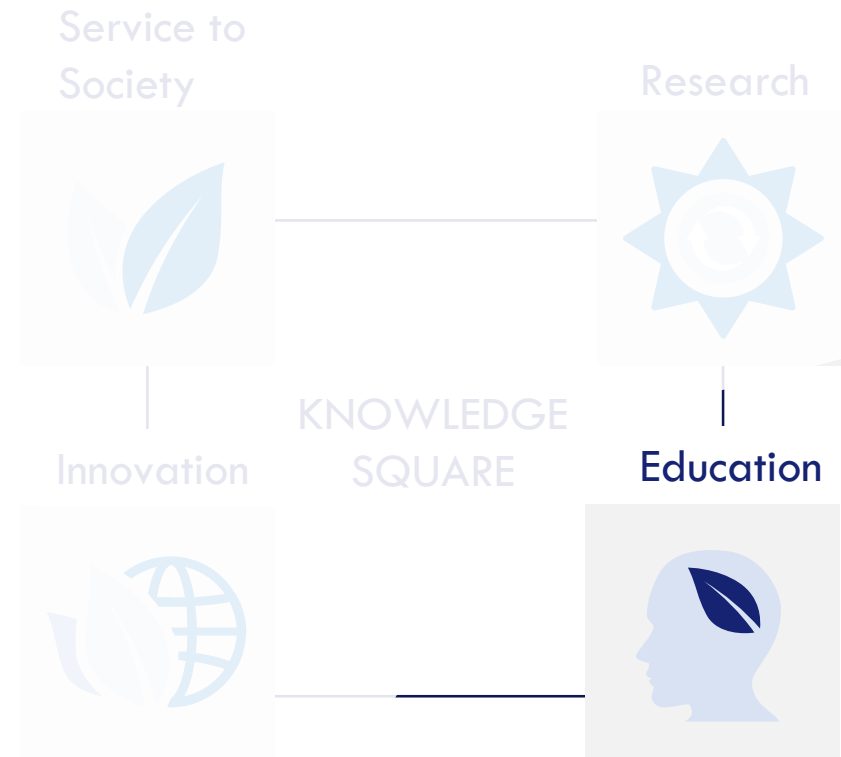 Service to
Society
Research
KNOWLEDGE
SQUARE
Innovation
Education